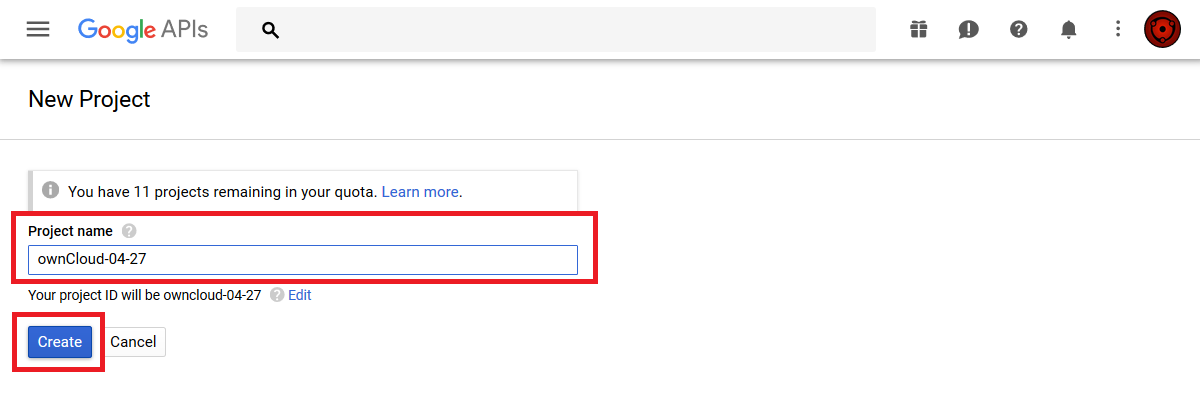 Google APIs
New Project
You have 11 projects remaining in your quota. Learn more.
Project name
ownCloud-04-27
Your project ID will be owncloud-04-27 Edit
Create Cancel